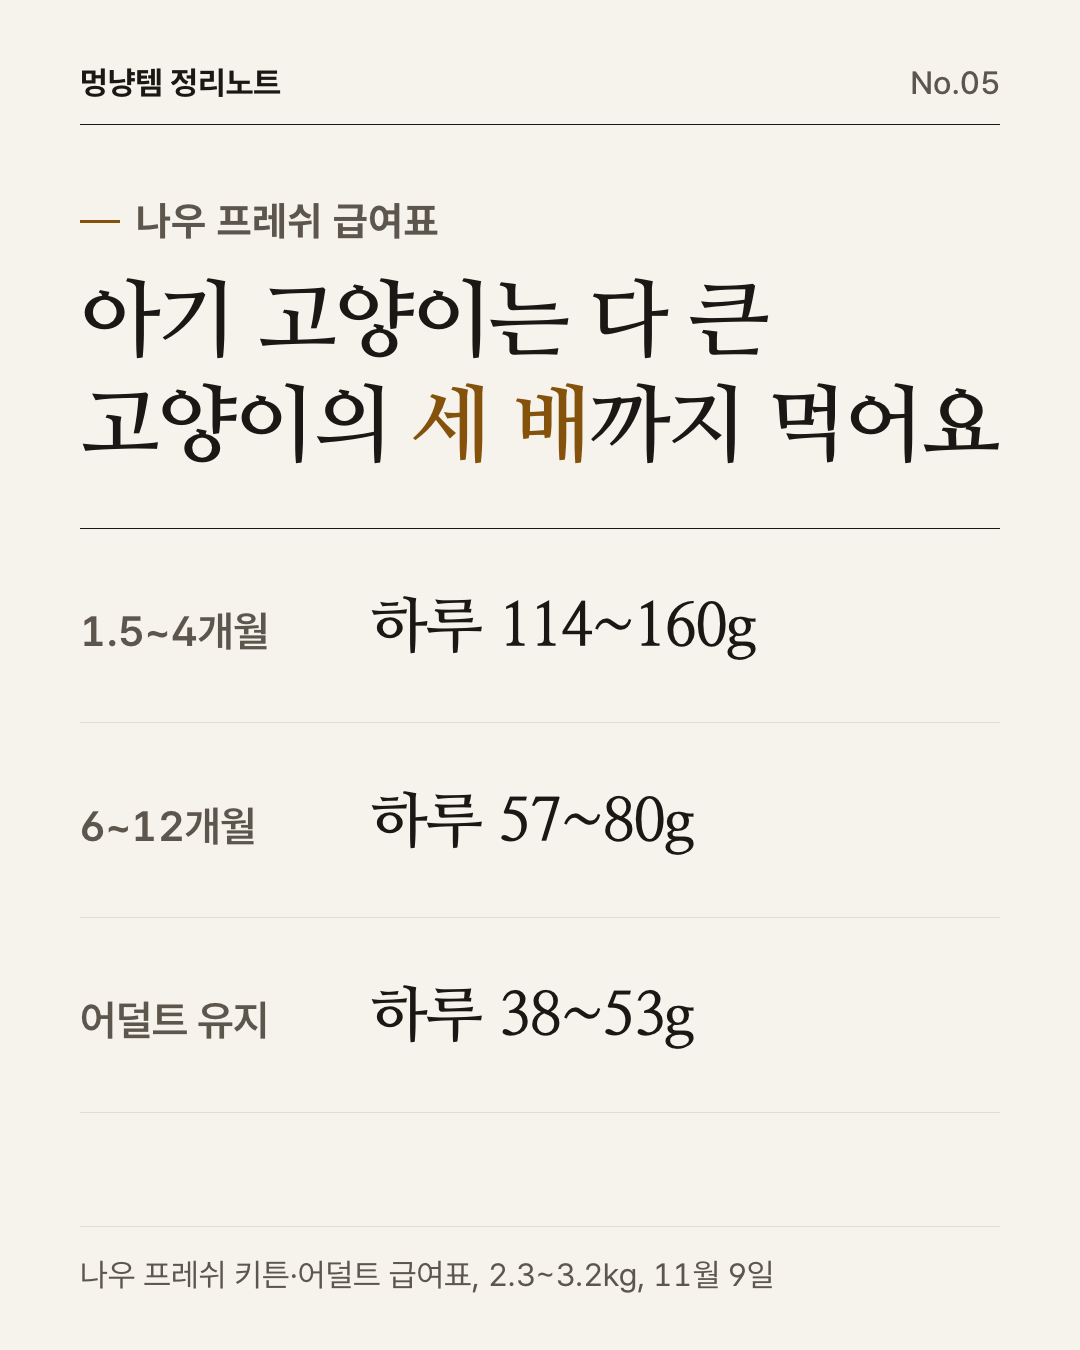 멍냥템 정리노트
No.05
나우 프레쉬 급여표
아기 고양이는 다 큰
고양이의 세 배까지 먹어요
1.5~4개월 하루 114~160g
6~12개월 하루 57~80g
어덜트 유지 하루 38~53g
나우 프레쉬 키튼·어덜트 급여표, 2.3~3.2kg, 11월 9일